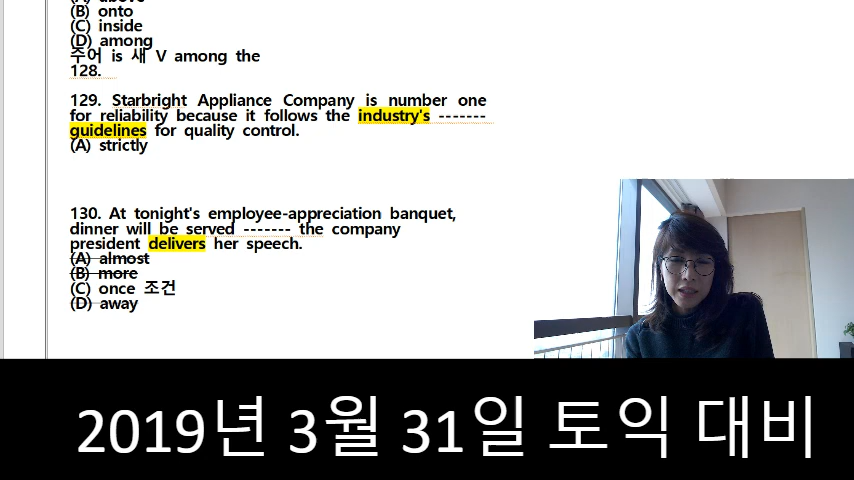 (B) onto
(C) inside
(D) among
주어 is 새 V among the
128.
129. Starbright Appliance Company is number one
for reliability because it follows the industry's -------
guidelines for quality control.
(A) strictly
130. At tonight's employee-appreciation banquet,
dinner will be served ------- the company
president delivers her speech.
(A) almost
(B) more
(C) once 조건
(D) away
2019년 3월 31일 토익 대비